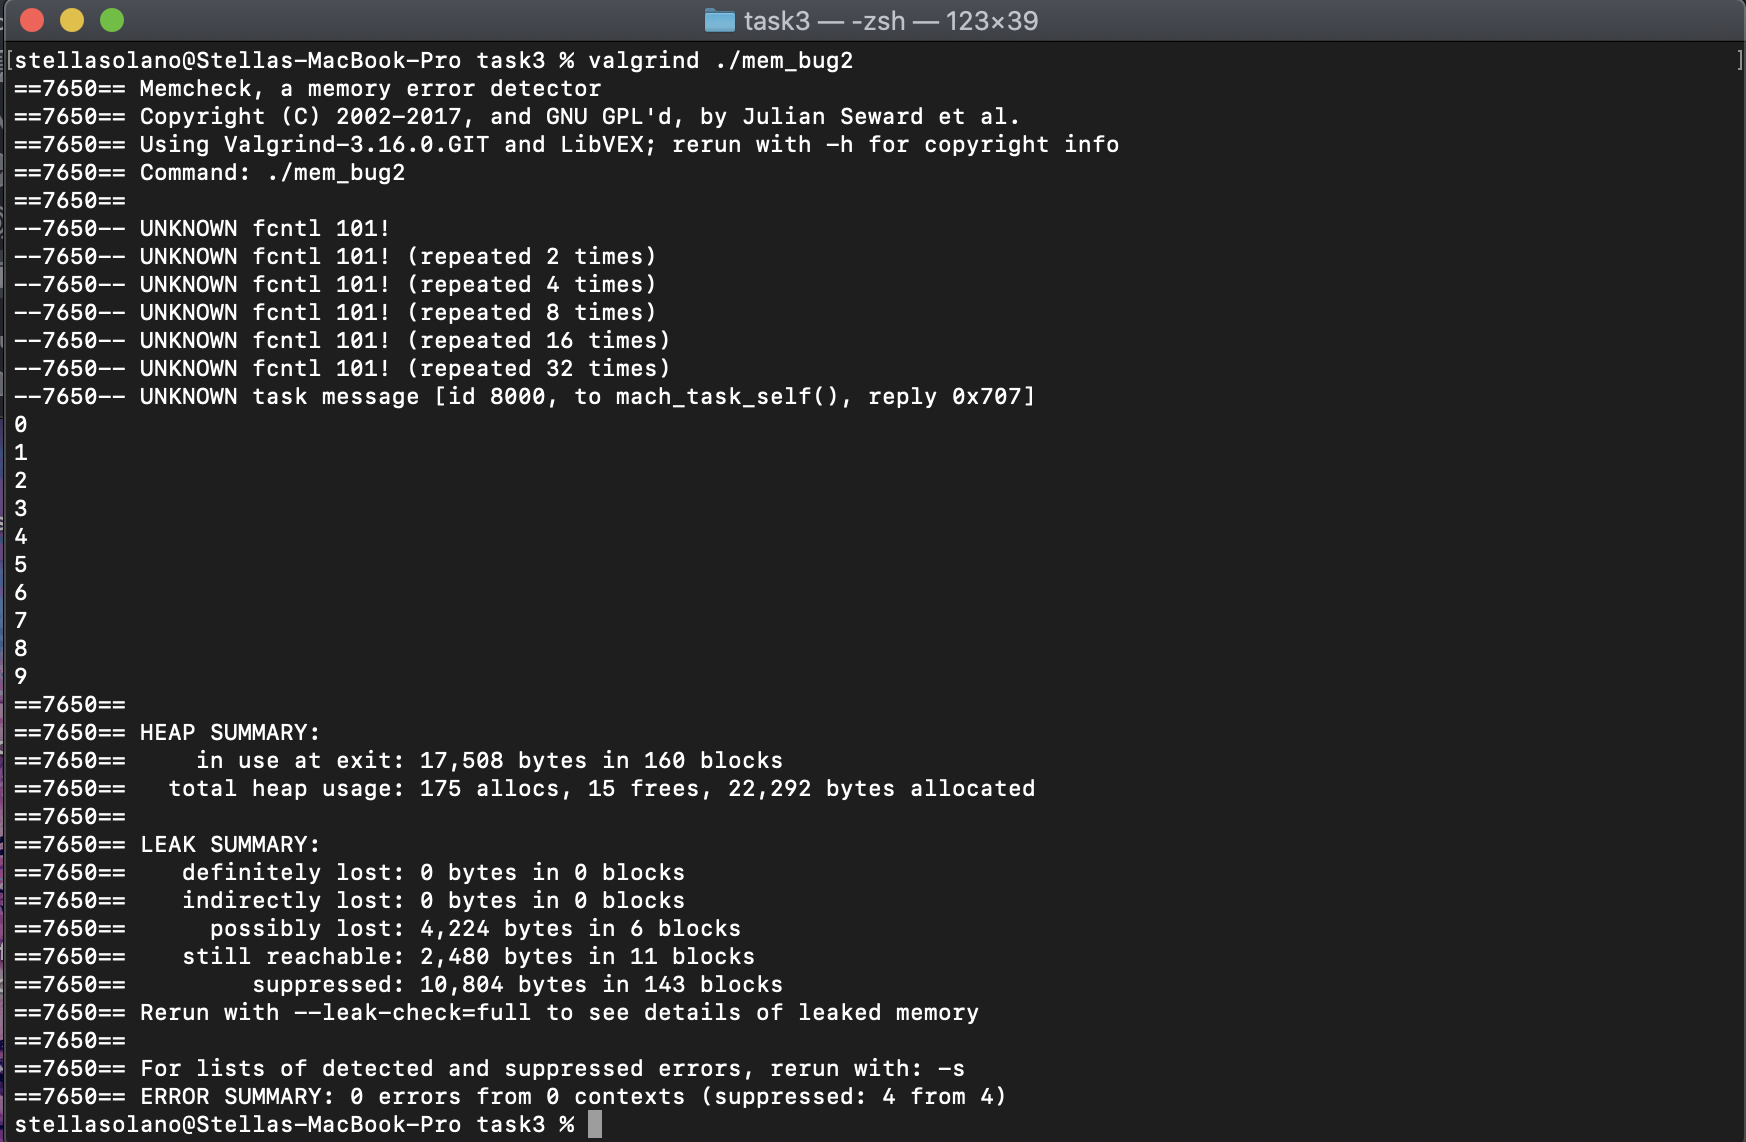 task3 — -zsh — 123×39
[stellasolano@Stellas-MacBook-Pro task3 % valgrind ./mem_bug2 ]
==7650== Memcheck, a memory error detector
==7650== Copyright (C) 2002-2017, and GNU GPL'd, by Julian Seward et al.
==7650== Using Valgrind-3.16.0.GIT and LibVEX; rerun with -h for copyright info
==7650== Command: ./mem_bug2
==7650==
--7650-- UNKNOWN fcntl 101!
--7650-- UNKNOWN fcntl 101! (repeated 2 times)
--7650-- UNKNOWN fcntl 101! (repeated 4 times)
--7650-- UNKNOWN fcntl 101! (repeated 8 times)
--7650-- UNKNOWN fcntl 101! (repeated 16 times)
--7650-- UNKNOWN fcntl 101! (repeated 32 times)
--7650-- UNKNOWN task message [id 8000, to mach_task_self(), reply 0x707]
0
1
2
3
4
5
6
7
8
9
==7650==
==7650== HEAP SUMMARY:
==7650==     in use at exit: 17,508 bytes in 160 blocks
==7650==   total heap usage: 175 allocs, 15 frees, 22,292 bytes allocated
==7650==
==7650== LEAK SUMMARY:
==7650==    definitely lost: 0 bytes in 0 blocks
==7650==    indirectly lost: 0 bytes in 0 blocks
==7650==      possibly lost: 4,224 bytes in 6 blocks
==7650==    still reachable: 2,480 bytes in 11 blocks
==7650==         suppressed: 10,804 bytes in 143 blocks
==7650== Rerun with --leak-check=full to see details of leaked memory
==7650==
==7650== For lists of detected and suppressed errors, rerun with: -s
==7650== ERROR SUMMARY: 0 errors from 0 contexts (suppressed: 4 from 4)
stellasolano@Stellas-MacBook-Pro task3 %